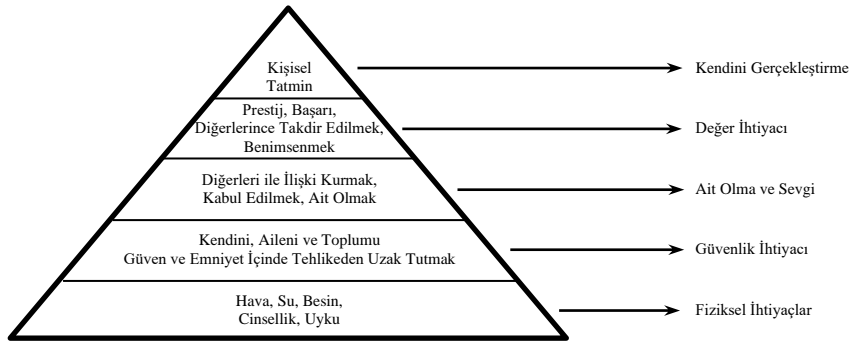 Kişisel
Tatmin
Kendini Gerçekleştirme
Prestij, Başarı,
Diğerlerince Takdir Edilmek,
Benimsenmek
Değer İhtiyacı
Diğerleri ile İlişki Kurmak,
Kabul Edilmek, Ait Olmak
Ait Olma ve Sevgi
Kendini, Aileni ve Toplumu
Güven ve Emniyet İçinde Tehlikeden Uzak Tutmak
Güvenlik İhtiyacı
Hava, Su, Besin,
Cinsellik, Uyku
Fiziksel İhtiyaçlar